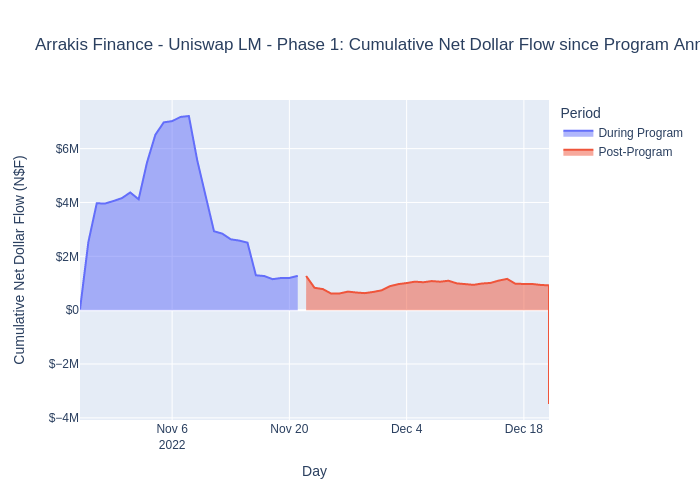 Arrakis Finance - Uniswap LM - Phase 1: Cumulative Net Dollar Flow since Program Ann
Period
During Program
Post-Program
Cumulative Net Dollar Flow (N$F)
$6M
$4M
$2M
$0
$−2M
$−4M
Nov 6
2022
Nov 20
Dec 4
Dec 18
Day